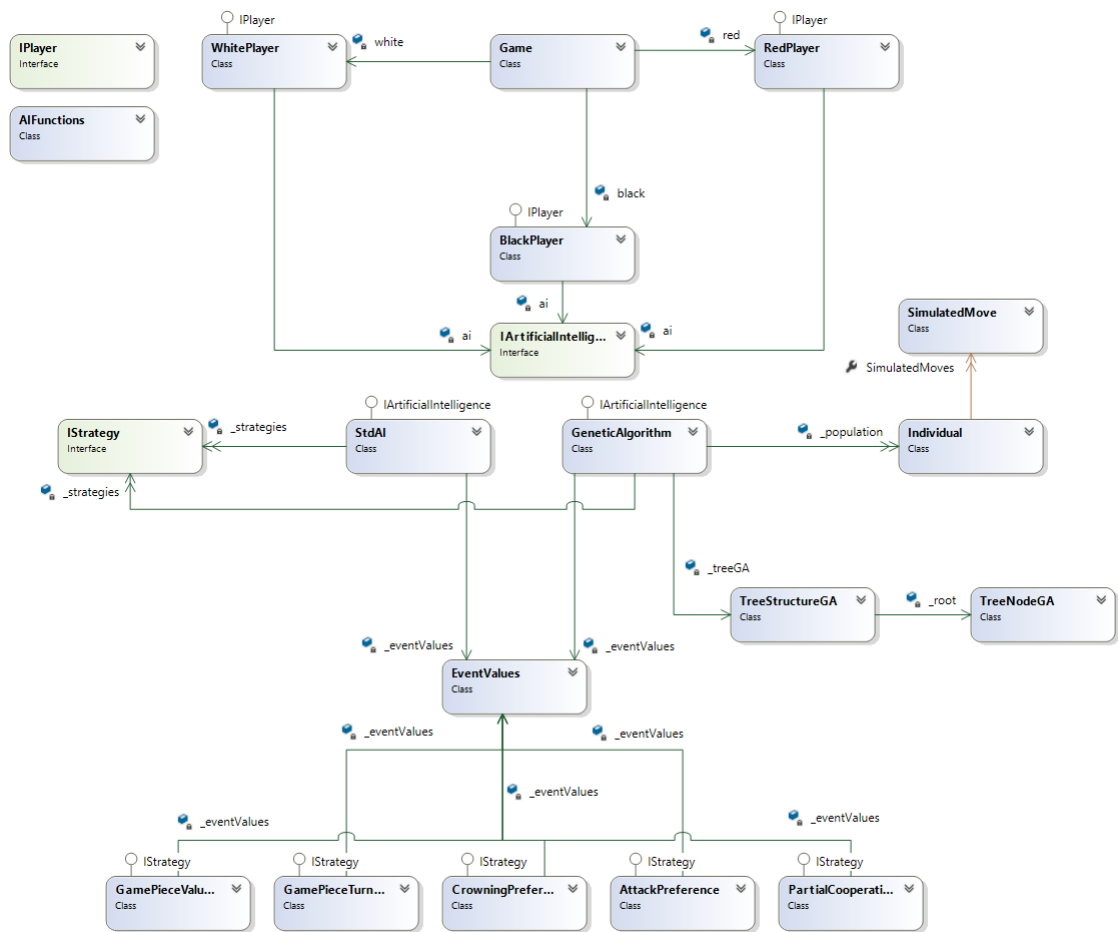 IPlayer
IPlayer
IPlayer
Interface
WhitePlayer
Class
white
Game
Class
red
RedPlayer
Class
AIFunctions
Class
black
IPlayer
BlackPlayer
Class
ai
ai
IArtificialIntellig...
Interface
ai
SimulatedMove
Class
SimulatedMoves
IArtificialIntelligence
IArtificialIntelligence
IStrategy
Interface
_strategies
StdAI
Class
GeneticAlgorithm
Class
_population
Individual
Class
_strategies
_treeGA
TreeStructureGA
Class
_root
TreeNodeGA
Class
_eventValues
_eventValues
EventValues
Class
_eventValues
_eventValues
_eventValues
_eventValues
_eventValues
IStrategy
IStrategy
IStrategy
IStrategy
IStrategy
GamePieceValu...
Class
GamePieceTurn...
Class
CrowningPrefer...
Class
AttackPreference
Class
PartialCooperati...
Class